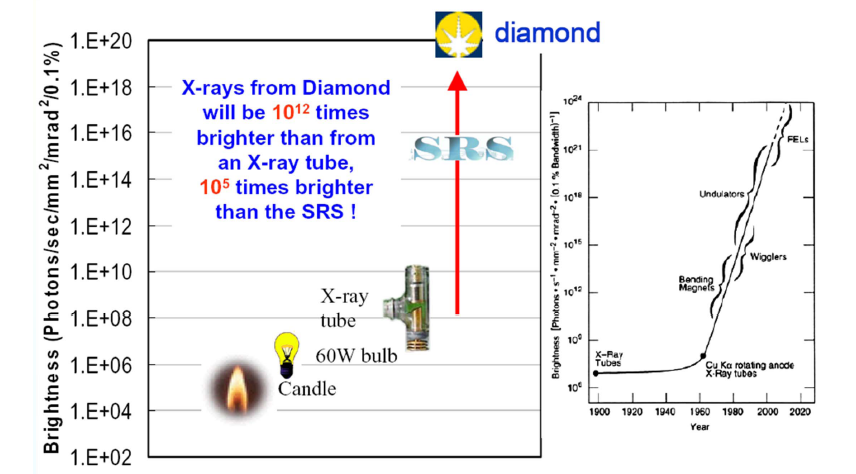 diamond
Brightness (Photons/sec/mm²/mrad²/0.1%)
1.E+20
1.E+18
1.E+16
1.E+14
1.E+12
1.E+10
1.E+08
1.E+06
1.E+04
1.E+02
X-rays from Diamond
will be 10¹² times
brighter than from
an X-ray tube,
10⁵ times brighter
than the SRS !
SRS
X-ray
tube
60W bulb
Candle
Brightness [Photons • s⁻¹ • mm⁻² • mrad⁻² • (0.1 % Bandwidth)⁻¹]
10²⁴
10²¹
10¹⁸
10¹⁵
10¹²
10⁹
10⁶
FELs
Undulators
Wigglers
Bending
Magnets
X–Ray
Tubes
Cu Kα rotating anode
X-Ray tubes
1900 1920 1940 1960 1980 2000 2020
Year